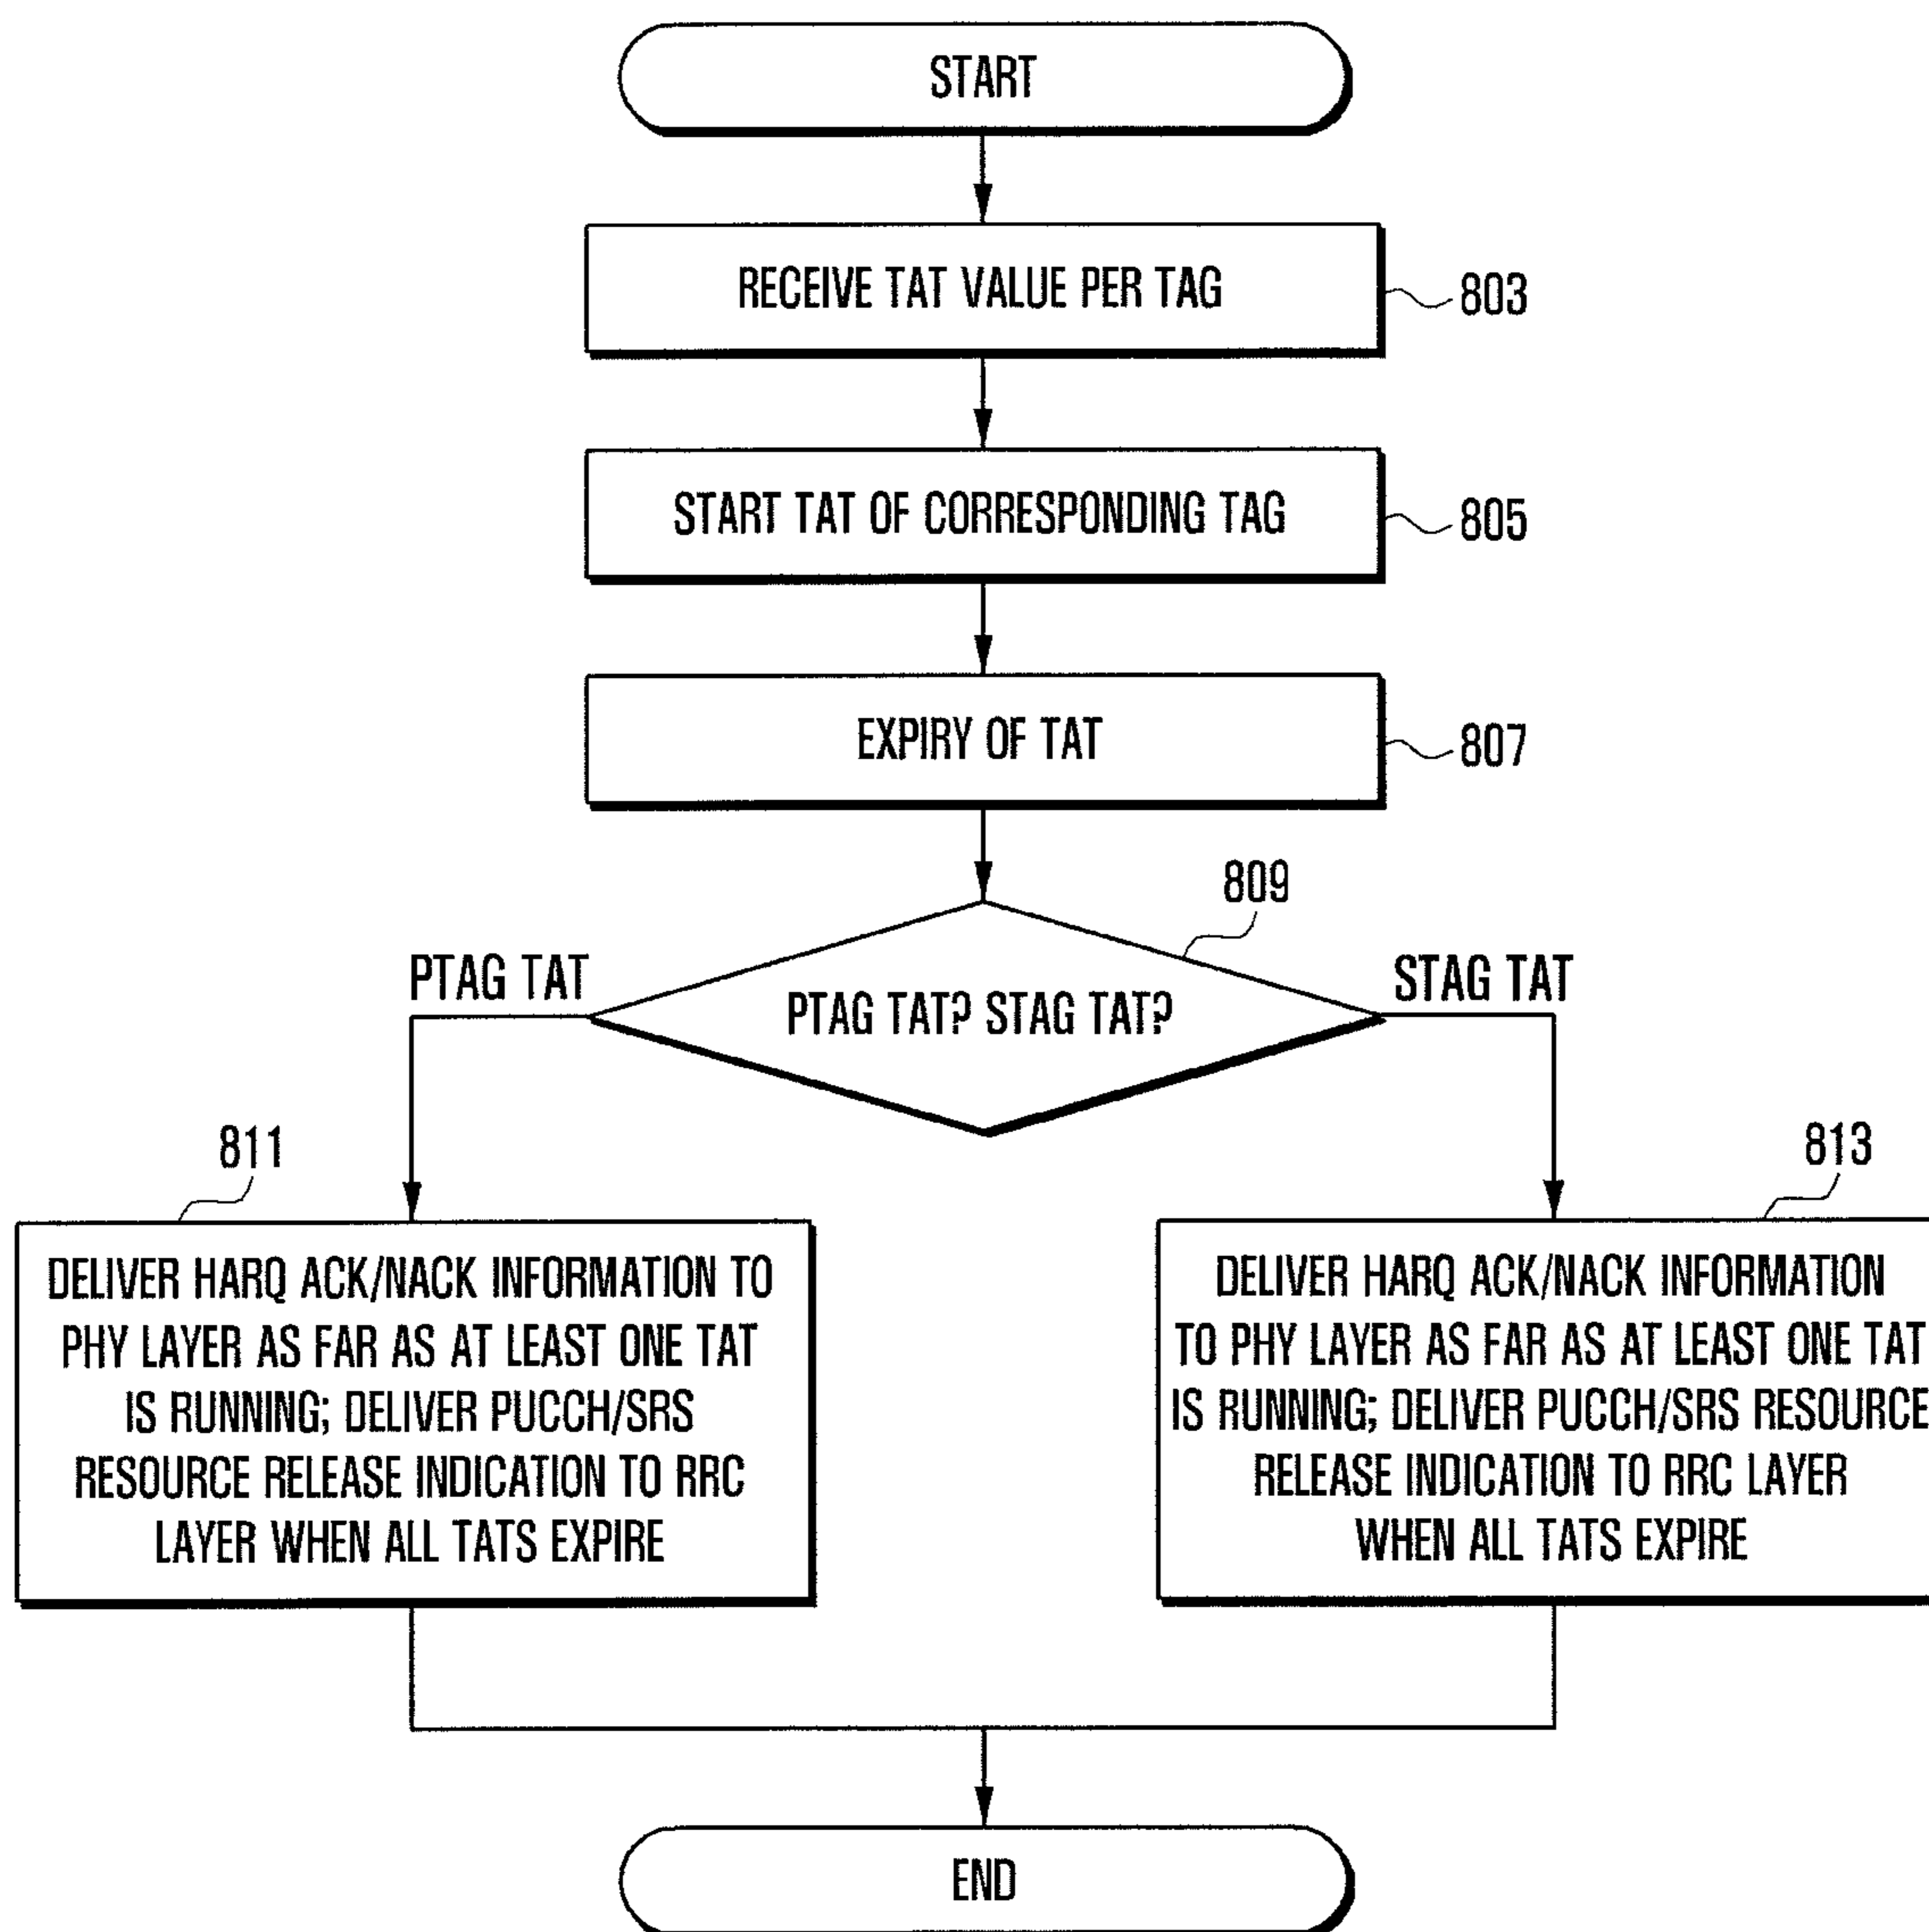 START
RECEIVE TAT VALUE PER TAG
803
START TAT OF CORRESPONDING TAG
805
EXPIRY OF TAT
807
809
PTAG TAT
PTAG TAT? STAG TAT?
STAG TAT
811
DELIVER HARQ ACK/NACK INFORMATION TO
PHY LAYER AS FAR AS AT LEAST ONE TAT
IS RUNNING; DELIVER PUCCH/SRS
RESOURCE RELEASE INDICATION TO RRC
LAYER WHEN ALL TATS EXPIRE
813
DELIVER HARQ ACK/NACK INFORMATION
TO PHY LAYER AS FAR AS AT LEAST ONE TAT
IS RUNNING; DELIVER PUCCH/SRS RESOURCE
RELEASE INDICATION TO RRC LAYER
WHEN ALL TATS EXPIRE
END